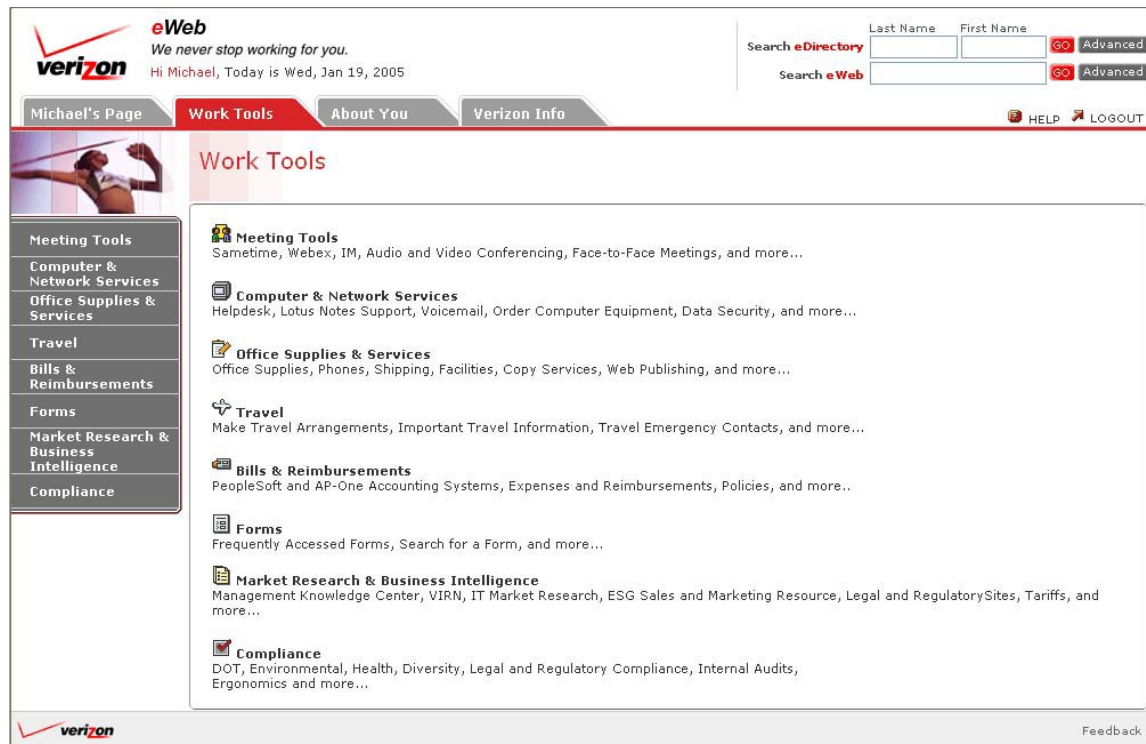 verizon
eWeb
We never stop working for you.
Hi Michael, Today is Wed, Jan 19, 2005
Last Name First Name
Search eDirectory GO Advanced
Search eWeb GO Advanced
Michael's Page Work Tools About You Verizon Info
HELP LOGOUT
Work Tools
Meeting Tools
Computer &
Network Services
Office Supplies &
Services
Travel
Bills &
Reimbursements
Forms
Market Research &
Business
Intelligence
Compliance
Meeting Tools
Sametime, Webex, IM, Audio and Video Conferencing, Face-to-Face Meetings, and more...
Computer & Network Services
Helpdesk, Lotus Notes Support, Voicemail, Order Computer Equipment, Data Security, and more...
Office Supplies & Services
Office Supplies, Phones, Shipping, Facilities, Copy Services, Web Publishing, and more...
Travel
Make Travel Arrangements, Important Travel Information, Travel Emergency Contacts, and more...
Bills & Reimbursements
PeopleSoft and AP-One Accounting Systems, Expenses and Reimbursements, Policies, and more..
Forms
Frequently Accessed Forms, Search for a Form, and more...
Market Research & Business Intelligence
Management Knowledge Center, VIRN, IT Market Research, ESG Sales and Marketing Resource, Legal and RegulatorySites, Tariffs, and
more...
Compliance
DOT, Environmental, Health, Diversity, Legal and Regulatory Compliance, Internal Audits,
Ergonomics and more...
verizon
Feedback